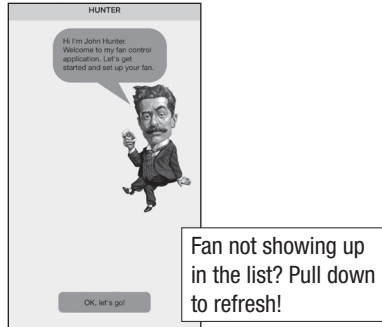 HUNTER
Hi I'm John Hunter.
Welcome to my fan control
application. Let's get
started and set up your fan.
OK, let's go!
Fan not showing up
in the list? Pull down
to refresh!